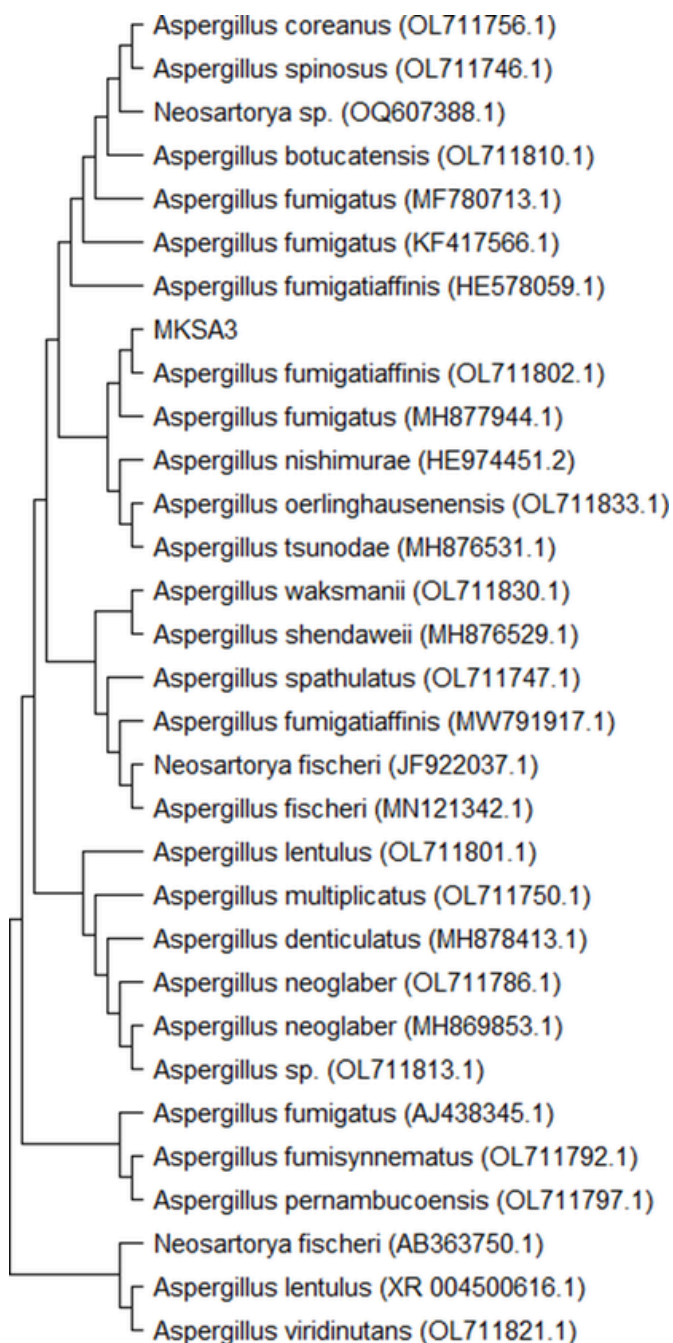 Aspergillus coreanus (OL711756.1)
Aspergillus spinosus (OL711746.1)
Neosartorya sp. (OQ607388.1)
Aspergillus botucatensis (OL711810.1)
Aspergillus fumigatus (MF780713.1)
Aspergillus fumigatus (KF417566.1)
Aspergillus fumigatiaffinis (HE578059.1)
MKSA3
Aspergillus fumigatiaffinis (OL711802.1)
Aspergillus fumigatus (MH877944.1)
Aspergillus nishimurae (HE974451.2)
Aspergillus oerlinghausenensis (OL711833.1)
Aspergillus tsunodae (MH876531.1)
Aspergillus waksmanii (OL711830.1)
Aspergillus shendaweii (MH876529.1)
Aspergillus spathulatus (OL711747.1)
Aspergillus fumigatiaffinis (MW791917.1)
Neosartorya fischeri (JF922037.1)
Aspergillus fischeri (MN121342.1)
Aspergillus lentulus (OL711801.1)
Aspergillus multiplicatus (OL711750.1)
Aspergillus denticulatus (MH878413.1)
Aspergillus neoglaber (OL711786.1)
Aspergillus neoglaber (MH869853.1)
Aspergillus sp. (OL711813.1)
Aspergillus fumigatus (AJ438345.1)
Aspergillus fumisynnematus (OL711792.1)
Aspergillus pernambucoensis (OL711797.1)
Neosartorya fischeri (AB363750.1)
Aspergillus lentulus (XR 004500616.1)
Aspergillus viridinutans (OL711821.1)